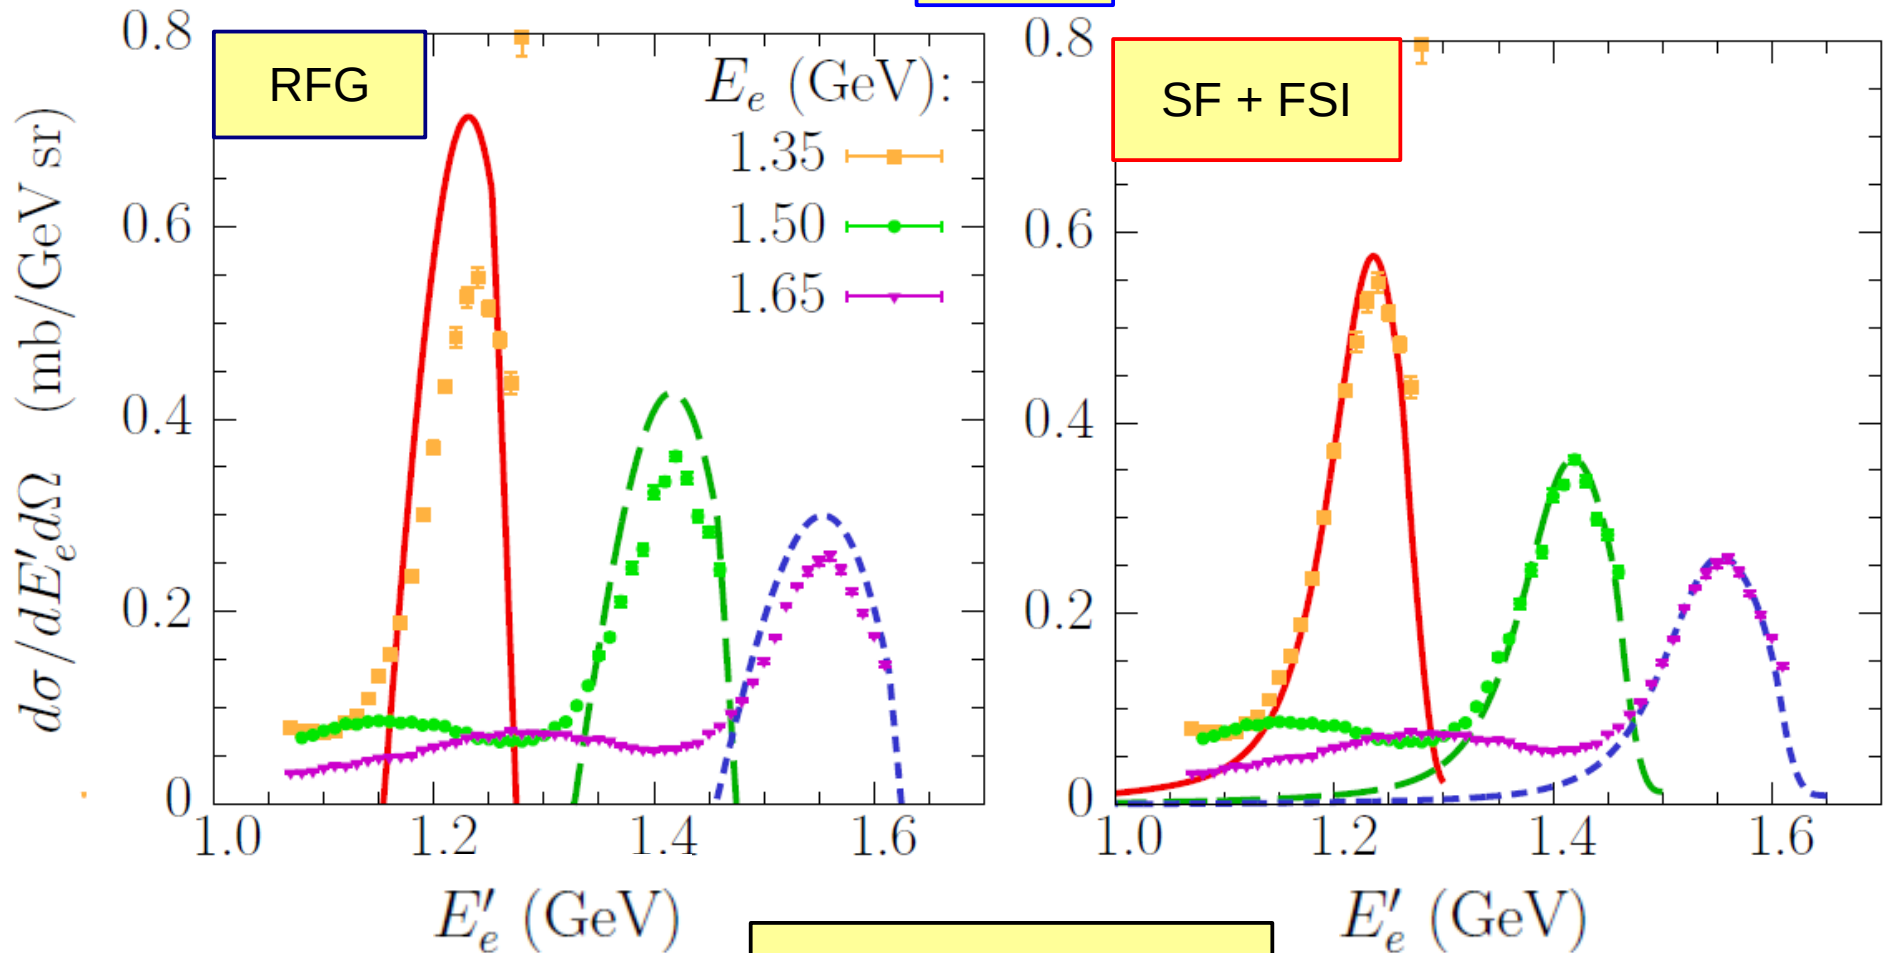 RFG
E_e (GeV):
1.35
1.50
1.65
0.8
0.6
0.4
0.2
0
1.0 1.2 1.4 1.6
E′_e (GeV)
dσ/dE′_e dΩ (mb/GeV sr)
SF + FSI
0.8
0.6
0.4
0.2
0
1.0 1.2 1.4 1.6
E′_e (GeV)